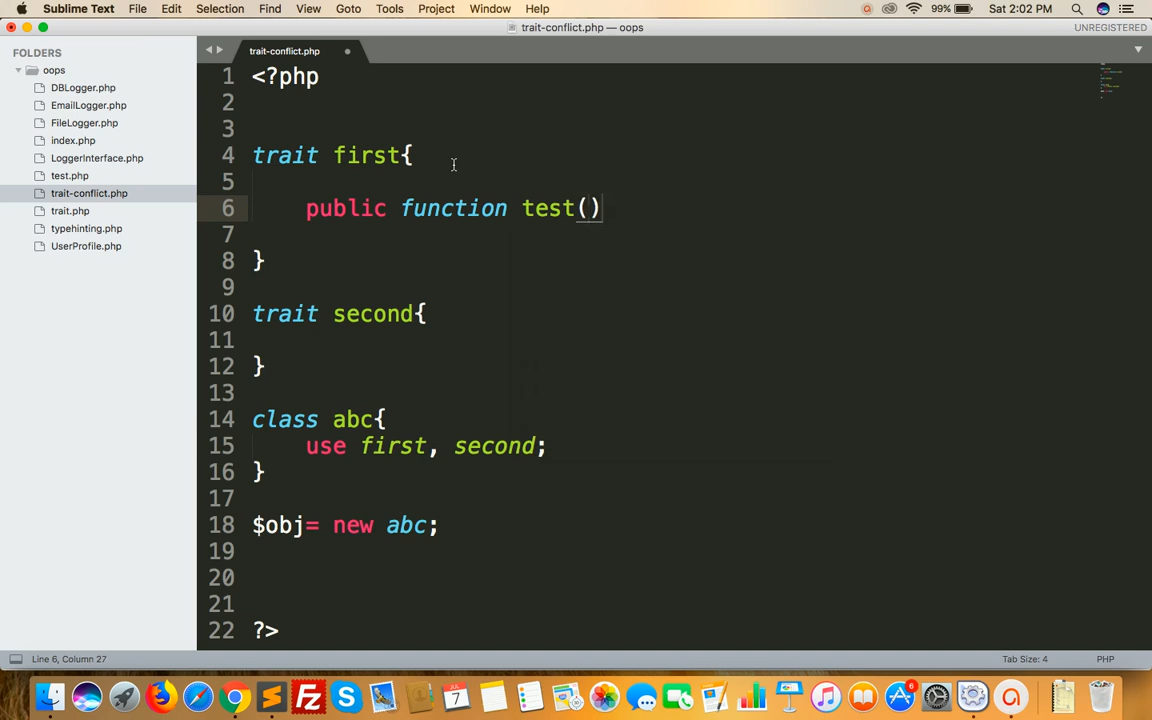 Sublime Text File Edit Selection Find View Goto Tools Project Window Help 99% Sat 2:02 PM
trait-conflict.php — oops UNREGISTERED
FOLDERS
oops
DBLogger.php
EmailLogger.php
FileLogger.php
index.php
LoggerInterface.php
test.php
trait-conflict.php
trait.php
typehinting.php
UserProfile.php
trait-conflict.php
1 <?php
2
3
4 trait first{
5
6 public function test()
7
8 }
9
10 trait second{
11
12 }
13
14 class abc{
15 use first, second;
16 }
17
18 $obj= new abc;
19
20
21
22 ?>
Line 6, Column 27 Tab Size: 4 PHP
JUL
7
6